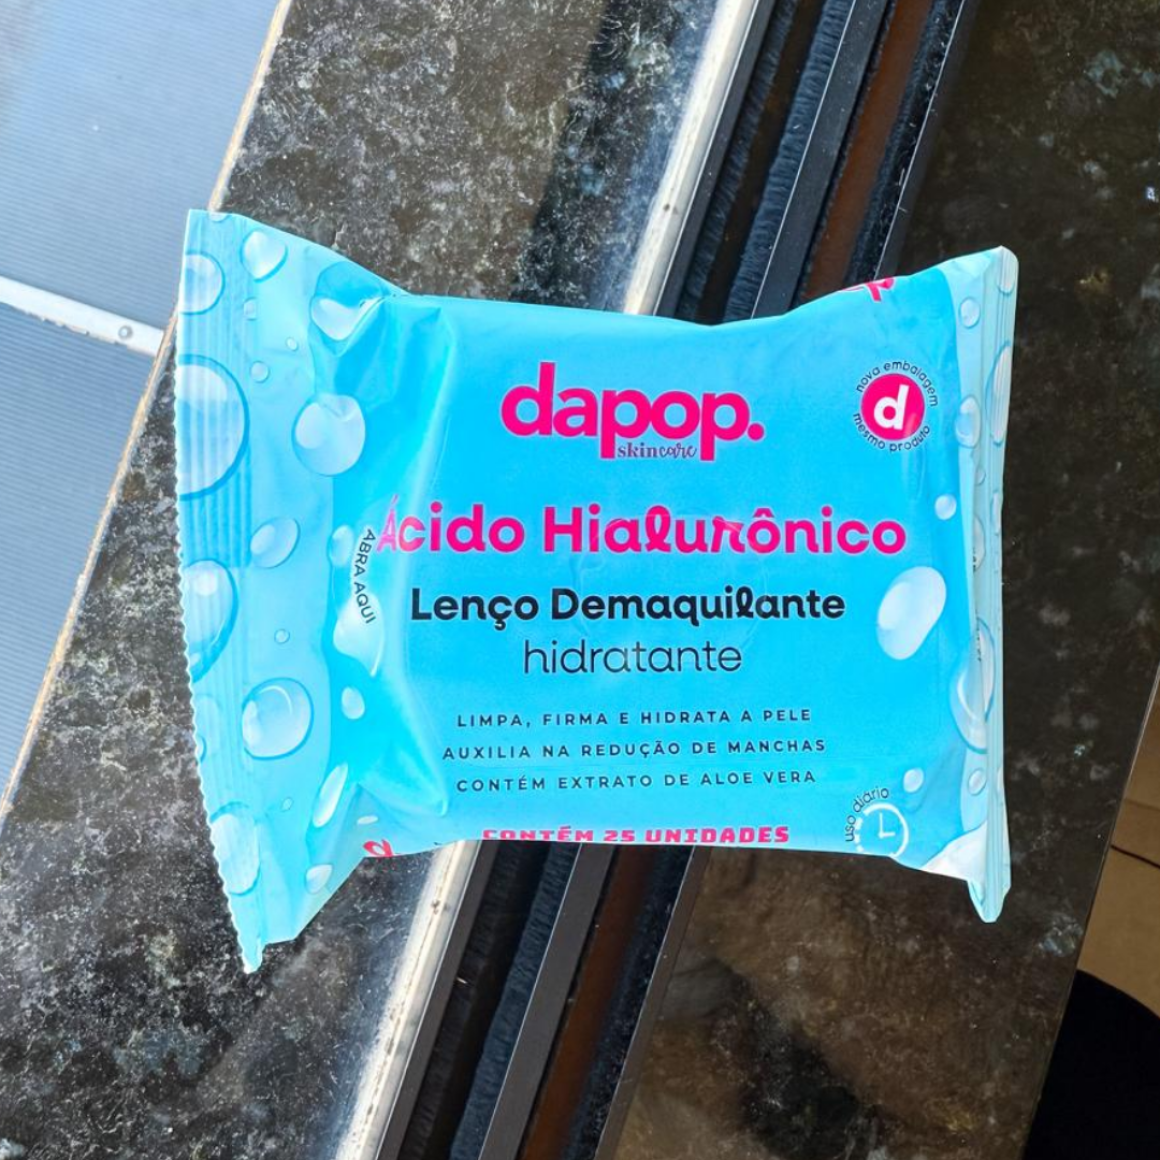 dapop.
skincare
nova embalagem
d
mesmo produto
Ácido Hialurônico
ABRA AQUI
Lenço Demaquilante
hidratante
LIMPA, FIRMA E HIDRATA A PELE
AUXILIA NA REDUÇÃO DE MANCHAS
CONTÉM EXTRATO DE ALOE VERA
uso diário
CONTÉM 25 UNIDADES